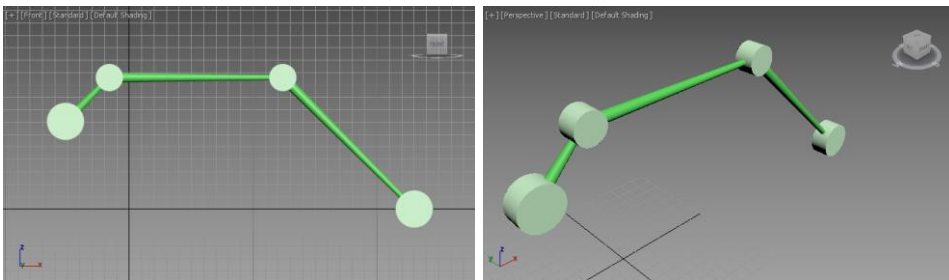 [+] [Front] [Standard] [Default Shading]
z
x
[+] [Perspective] [Standard] [Default Shading]
z
y
x